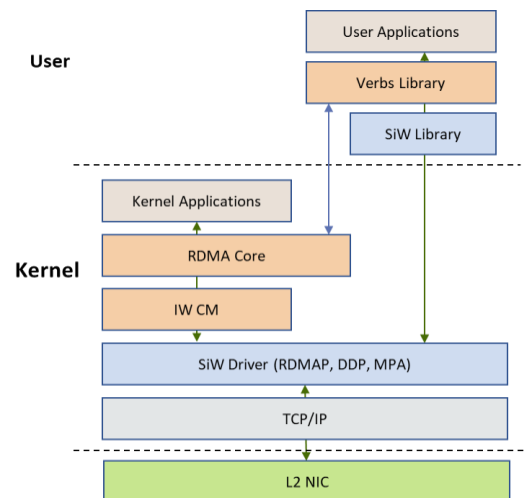 User Applications
User
Verbs Library
SiW Library
Kernel Applications
RDMA Core
Kernel
IW CM
SiW Driver (RDMAP, DDP, MPA)
TCP/IP
L2 NIC